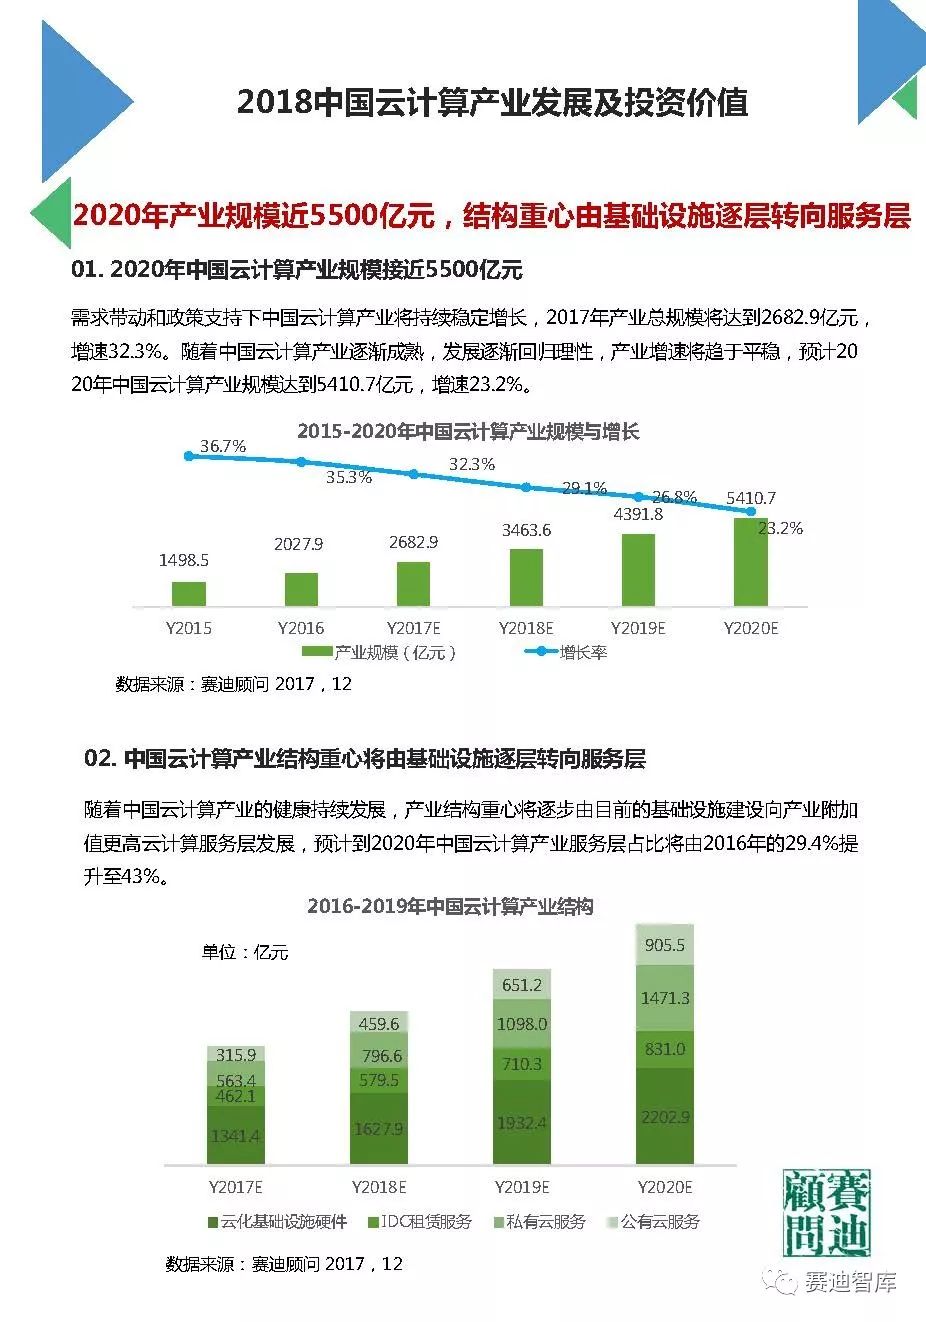 2018中国云计算产业发展及投资价值
2020年产业规模近5500亿元，结构重心由基础设施逐层转向服务层
01. 2020年中国云计算产业规模接近5500亿元
需求带动和政策支持下中国云计算产业将持续稳定增长，2017年产业总规模将达到2682.9亿元，
增速32.3%。随着中国云计算产业逐渐成熟，发展逐渐回归理性，产业增速将趋于平稳，预计20
20年中国云计算产业规模达到5410.7亿元，增速23.2%。
2015-2020年中国云计算产业规模与增长
36.7%
35.3%
32.3%
29.1%
26.8%
23.2%
1498.5
2027.9
2682.9
3463.6
4391.8
5410.7
Y2015 Y2016 Y2017E Y2018E Y2019E Y2020E
产业规模（亿元） 增长率
数据来源：赛迪顾问 2017，12
02. 中国云计算产业结构重心将由基础设施逐层转向服务层
随着中国云计算产业的健康持续发展，产业结构重心将逐步由目前的基础设施建设向产业附加
值更高云计算服务层发展，预计到2020年中国云计算产业服务层占比将由2016年的29.4%提
升至43%。
2016-2019年中国云计算产业结构
单位：亿元
315.9 459.6 651.2 905.5
563.4 796.6 1098.0 1471.3
462.1 579.5 710.3 831.0
1341.4 1627.9 1932.4 2202.9
Y2017E Y2018E Y2019E Y2020E
云化基础设施硬件 IDC租赁服务 私有云服务 公有云服务
数据来源：赛迪顾问 2017，12
賽迪顧問
赛迪智库